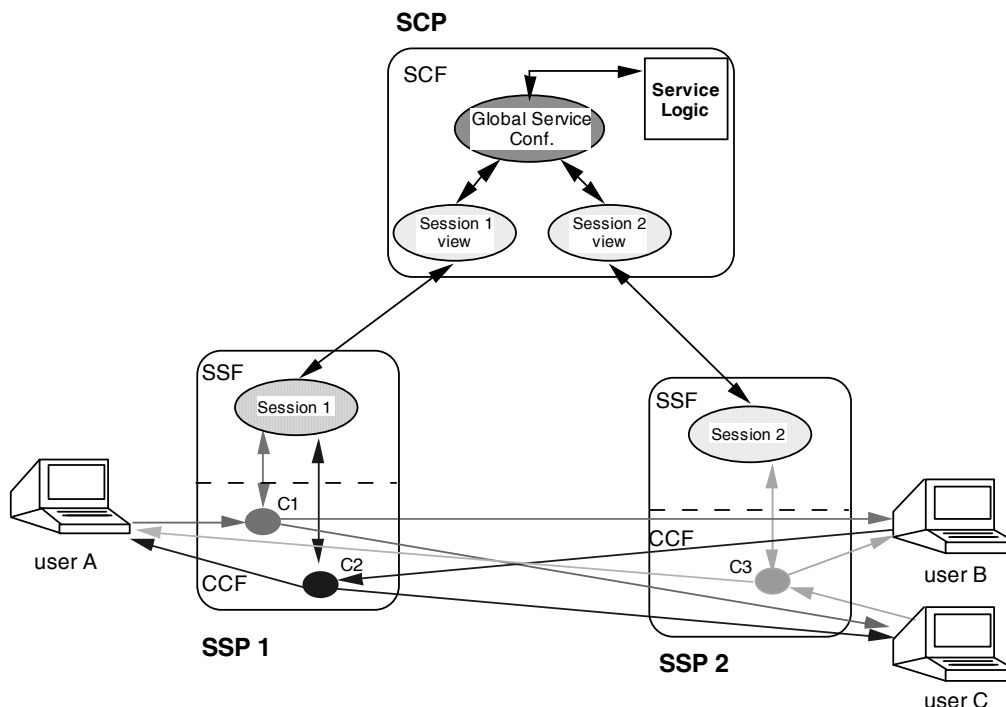 SCP
SCF
Service
Logic
Global Service
Conf.
Session 1
view
Session 2
view
SSF
Session 1
SSF
Session 2
C1
user A
CCF
C2
CCF
C3
user B
SSP 1
SSP 2
user C